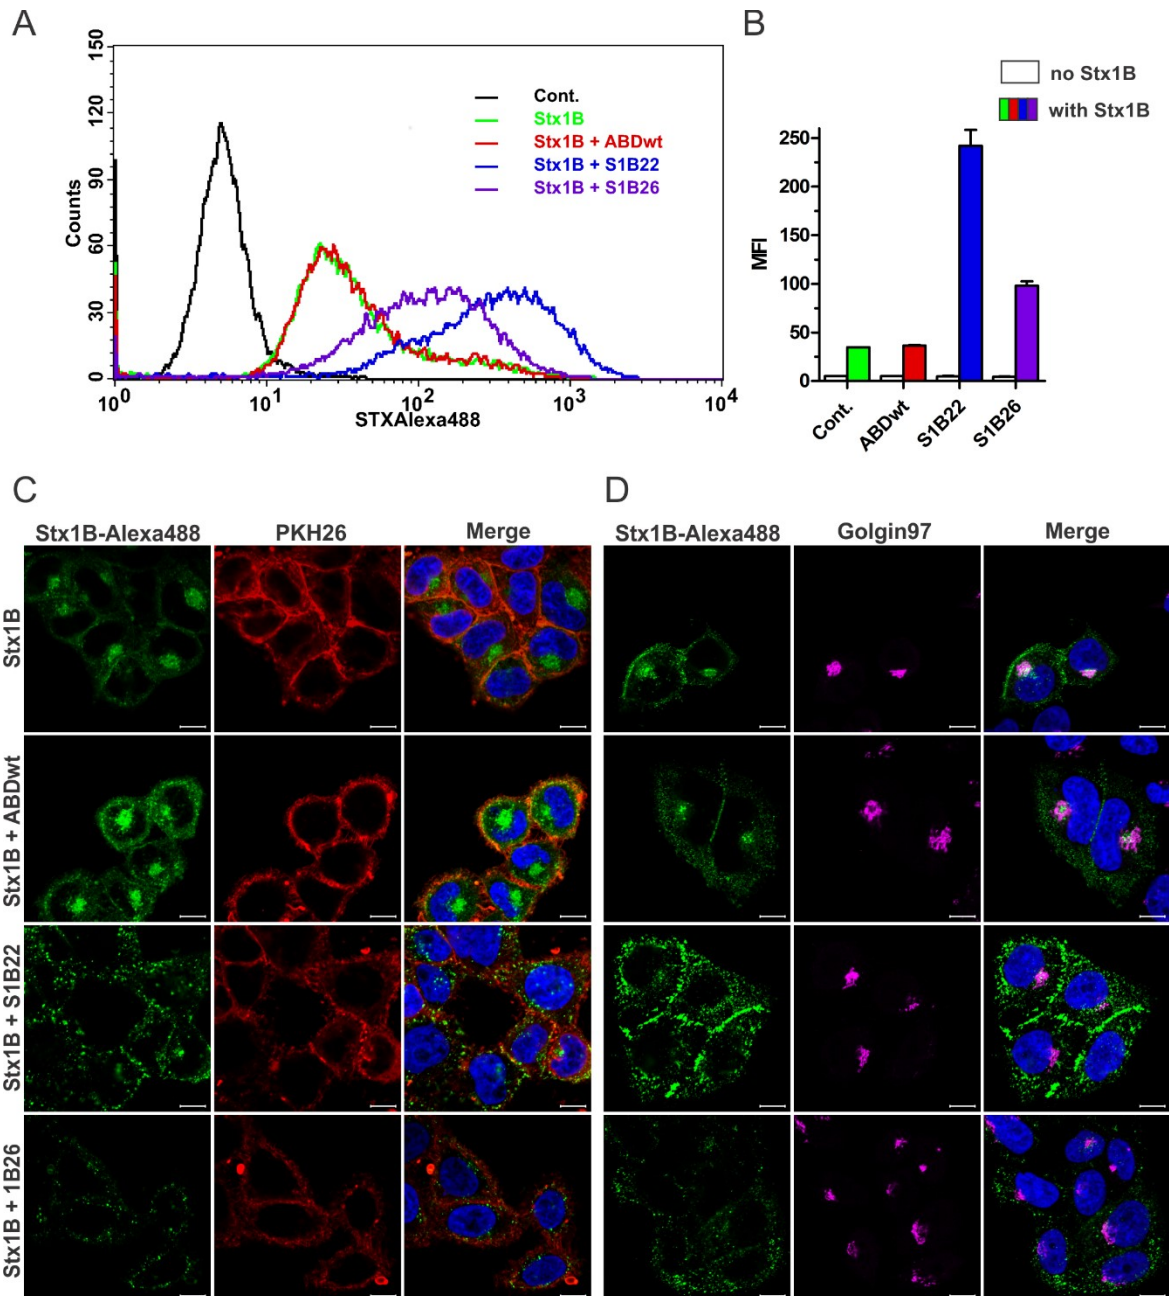 A
150
120
90
60
30
0
Counts
10^0
10^1
10^2
10^3
10^4
STXAlexa488
Cont.
Stx1B
Stx1B + ABDwt
Stx1B + S1B22
Stx1B + S1B26
B
no Stx1B
with Stx1B
250
200
150
100
50
0
MFI
Cont.
ABDwt
S1B22
S1B26
C
Stx1B-Alexa488
PKH26
Merge
D
Stx1B-Alexa488
Golgin97
Merge
Stx1B
Stx1B + ABDwt
Stx1B + S1B22
Stx1B + 1B26